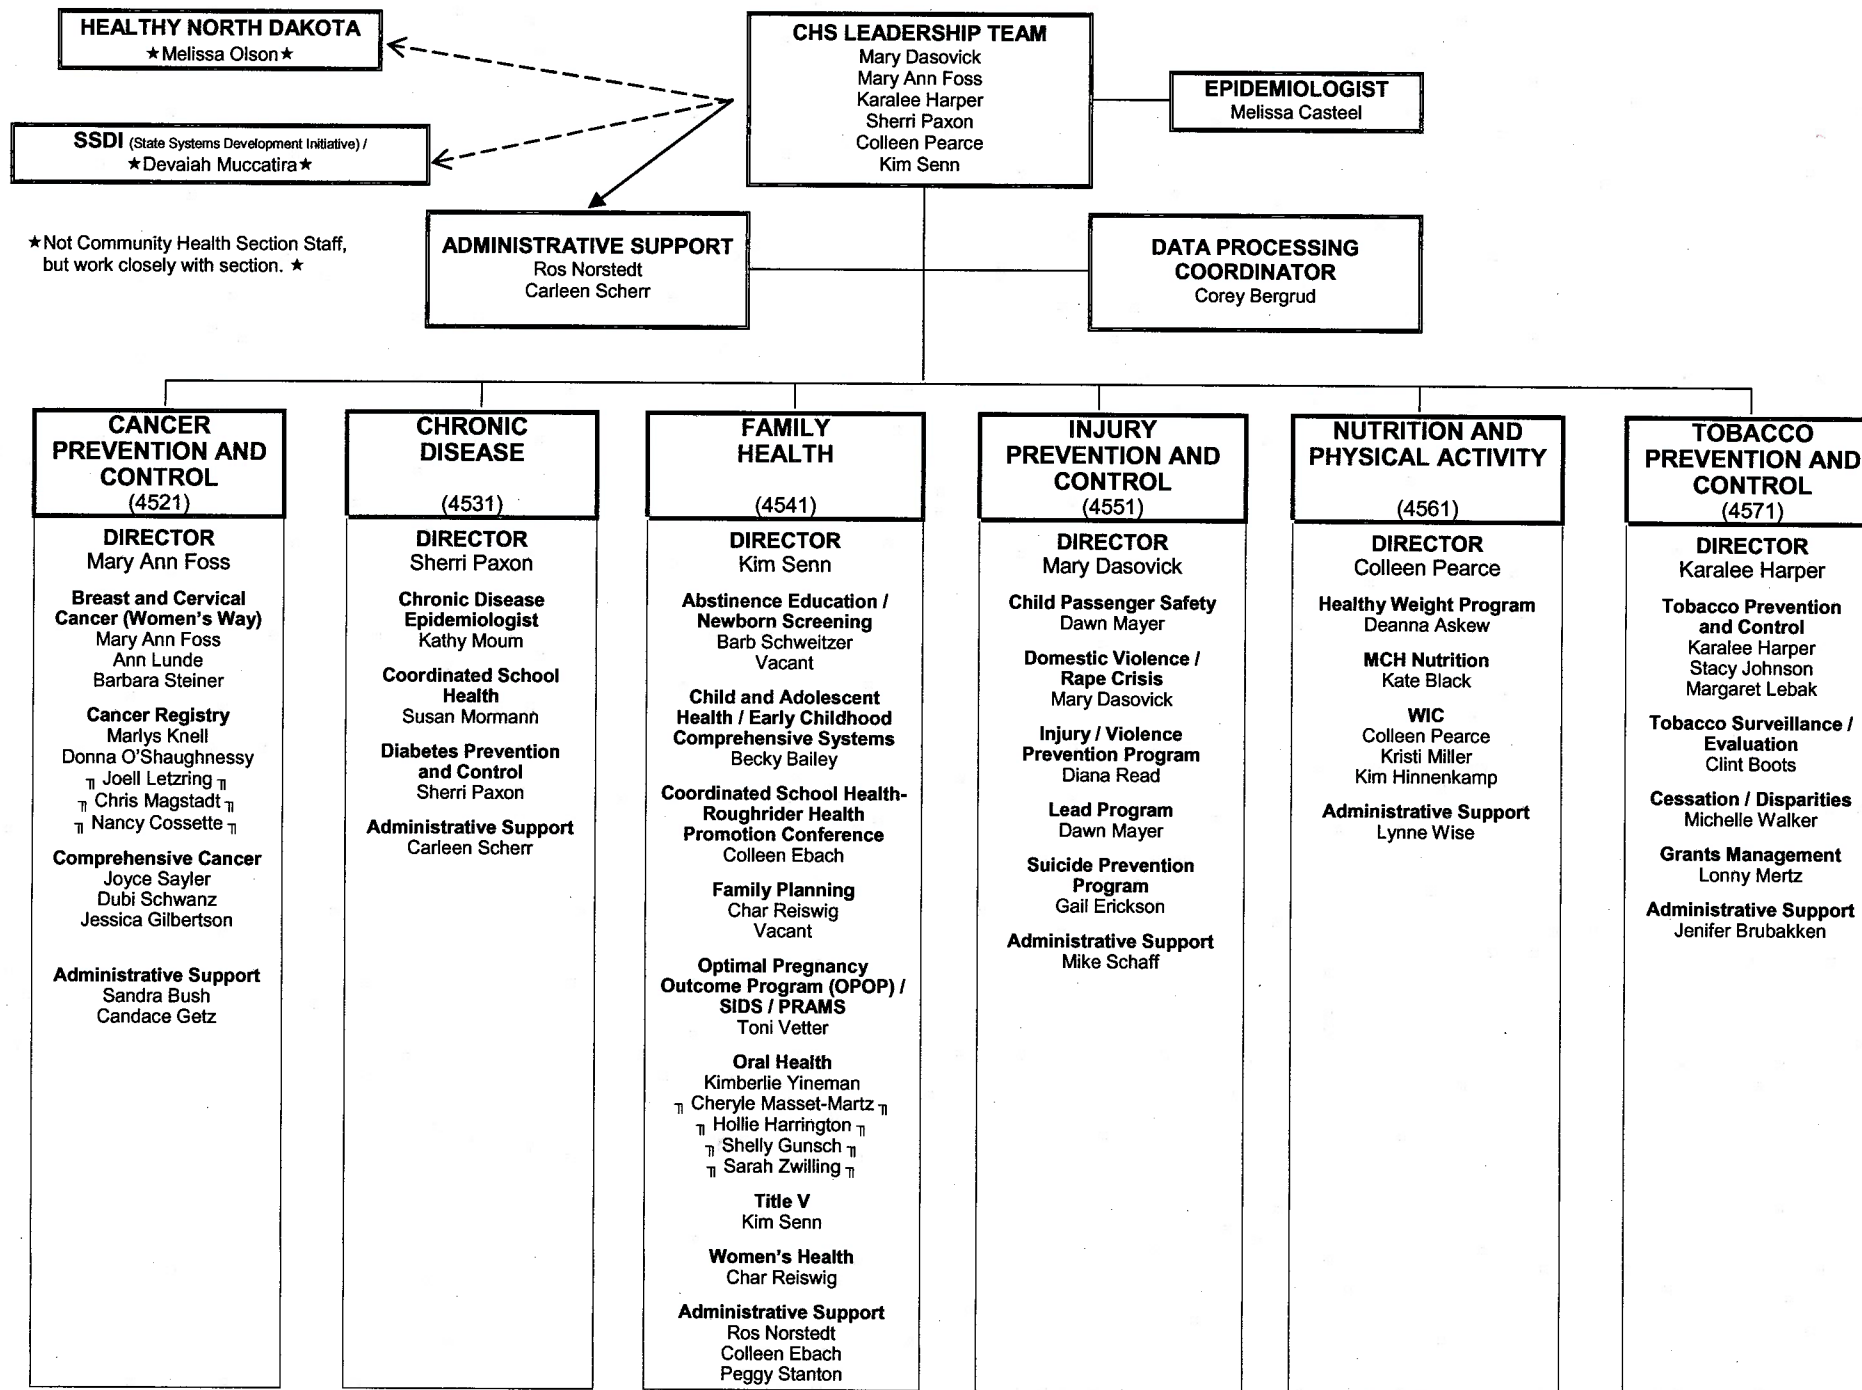 HEALTHY NORTH DAKOTA
★Melissa Olson★
CHS LEADERSHIP TEAM
Mary Dasovick
Mary Ann Foss
Karalee Harper
Sherri Paxon
Colleen Pearce
Kim Senn
EPIDEMIOLOGIST
Melissa Casteel
SSDI (State Systems Development Initiative) /
★Devaiah Muccatira★
★Not Community Health Section Staff,
but work closely with section. ★
ADMINISTRATIVE SUPPORT
Ros Norstedt
Carleen Scherr
DATA PROCESSING
COORDINATOR
Corey Bergrud
CANCER
PREVENTION AND
CONTROL
(4521)
DIRECTOR
Mary Ann Foss
Breast and Cervical
Cancer (Women's Way)
Mary Ann Foss
Ann Lunde
Barbara Steiner
Cancer Registry
Marlys Knell
Donna O'Shaughnessy
╖ Joell Letzring ╖
╖ Chris Magstadt ╖
╖ Nancy Cossette ╖
Comprehensive Cancer
Joyce Sayler
Dubi Schwanz
Jessica Gilbertson
Administrative Support
Sandra Bush
Candace Getz
CHRONIC
DISEASE
(4531)
DIRECTOR
Sherri Paxon
Chronic Disease
Epidemiologist
Kathy Moum
Coordinated School
Health
Susan Mormann
Diabetes Prevention
and Control
Sherri Paxon
Administrative Support
Carleen Scherr
FAMILY
HEALTH
(4541)
DIRECTOR
Kim Senn
Abstinence Education /
Newborn Screening
Barb Schweitzer
Vacant
Child and Adolescent
Health / Early Childhood
Comprehensive Systems
Becky Bailey
Coordinated School Health-
Roughrider Health
Promotion Conference
Colleen Ebach
Family Planning
Char Reiswig
Vacant
Optimal Pregnancy
Outcome Program (OPOP) /
SIDS / PRAMS
Toni Vetter
Oral Health
Kimberlie Yineman
╖ Cheryle Masset-Martz ╖
╖ Hollie Harrington ╖
╖ Shelly Gunsch ╖
╖ Sarah Zwilling ╖
Title V
Kim Senn
Women's Health
Char Reiswig
Administrative Support
Ros Norstedt
Colleen Ebach
Peggy Stanton
INJURY
PREVENTION AND
CONTROL
(4551)
DIRECTOR
Mary Dasovick
Child Passenger Safety
Dawn Mayer
Domestic Violence /
Rape Crisis
Mary Dasovick
Injury / Violence
Prevention Program
Diana Read
Lead Program
Dawn Mayer
Suicide Prevention
Program
Gail Erickson
Administrative Support
Mike Schaff
NUTRITION AND
PHYSICAL ACTIVITY
(4561)
DIRECTOR
Colleen Pearce
Healthy Weight Program
Deanna Askew
MCH Nutrition
Kate Black
WIC
Colleen Pearce
Kristi Miller
Kim Hinnenkamp
Administrative Support
Lynne Wise
TOBACCO
PREVENTION AND
CONTROL
(4571)
DIRECTOR
Karalee Harper
Tobacco Prevention
and Control
Karalee Harper
Stacy Johnson
Margaret Lebak
Tobacco Surveillance /
Evaluation
Clint Boots
Cessation / Disparities
Michelle Walker
Grants Management
Lonny Mertz
Administrative Support
Jenifer Brubakken